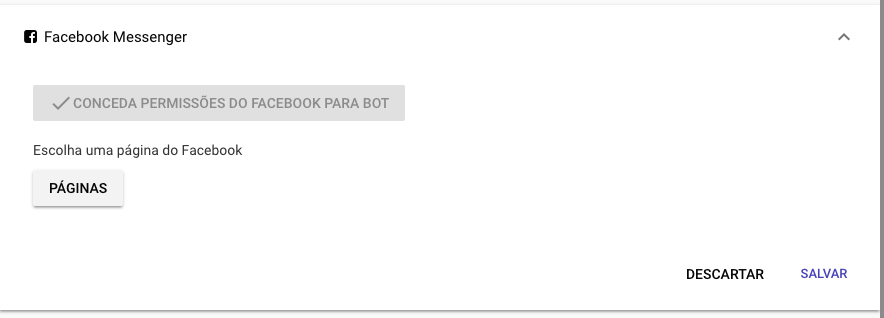 Facebook Messenger
CONCEDA PERMISSÕES DO FACEBOOK PARA BOT
Escolha uma página do Facebook
PÁGINAS
DESCARTAR SALVAR